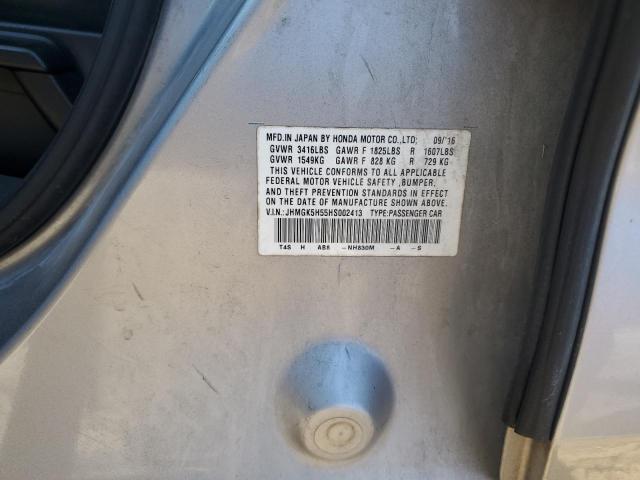 MFD.IN JAPAN BY HONDA MOTOR CO.,LTD; 09/'16
GVWR 3416LBS GAWR F 1825LBS R 1607LBS
GVWR 1549KG GAWR F 828 KG R 729 KG
THIS VEHICLE CONFORMS TO ALL APPLICABLE
FEDERAL MOTOR VEHICLE SAFETY ,BUMPER,
AND THEFT PREVENTION STANDARDS IN EFFECT
ON THE DATE OF MANUFACTURE SHOWN ABOVE.
V.I.N.: JHMGK5H55HS002413 TYPE:PASSENGER CAR
T4S H AB8 -NH830M -A -S